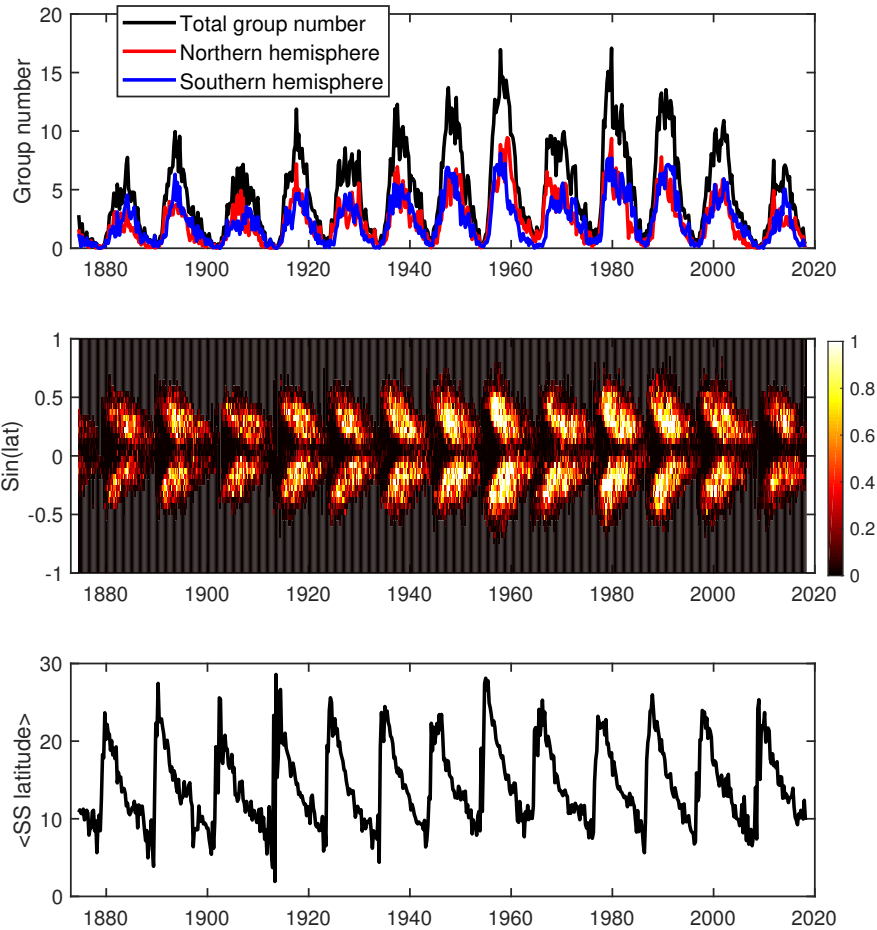 20
15
10
5
0
Group number
Total group number
Northern hemisphere
Southern hemisphere
1880 1900 1920 1940 1960 1980 2000 2020
1
0.5
0
-0.5
-1
Sin(lat)
1880 1900 1920 1940 1960 1980 2000 2020
1
0.8
0.6
0.4
0.2
0
30
20
10
0
<SS latitude>
1880 1900 1920 1940 1960 1980 2000 2020